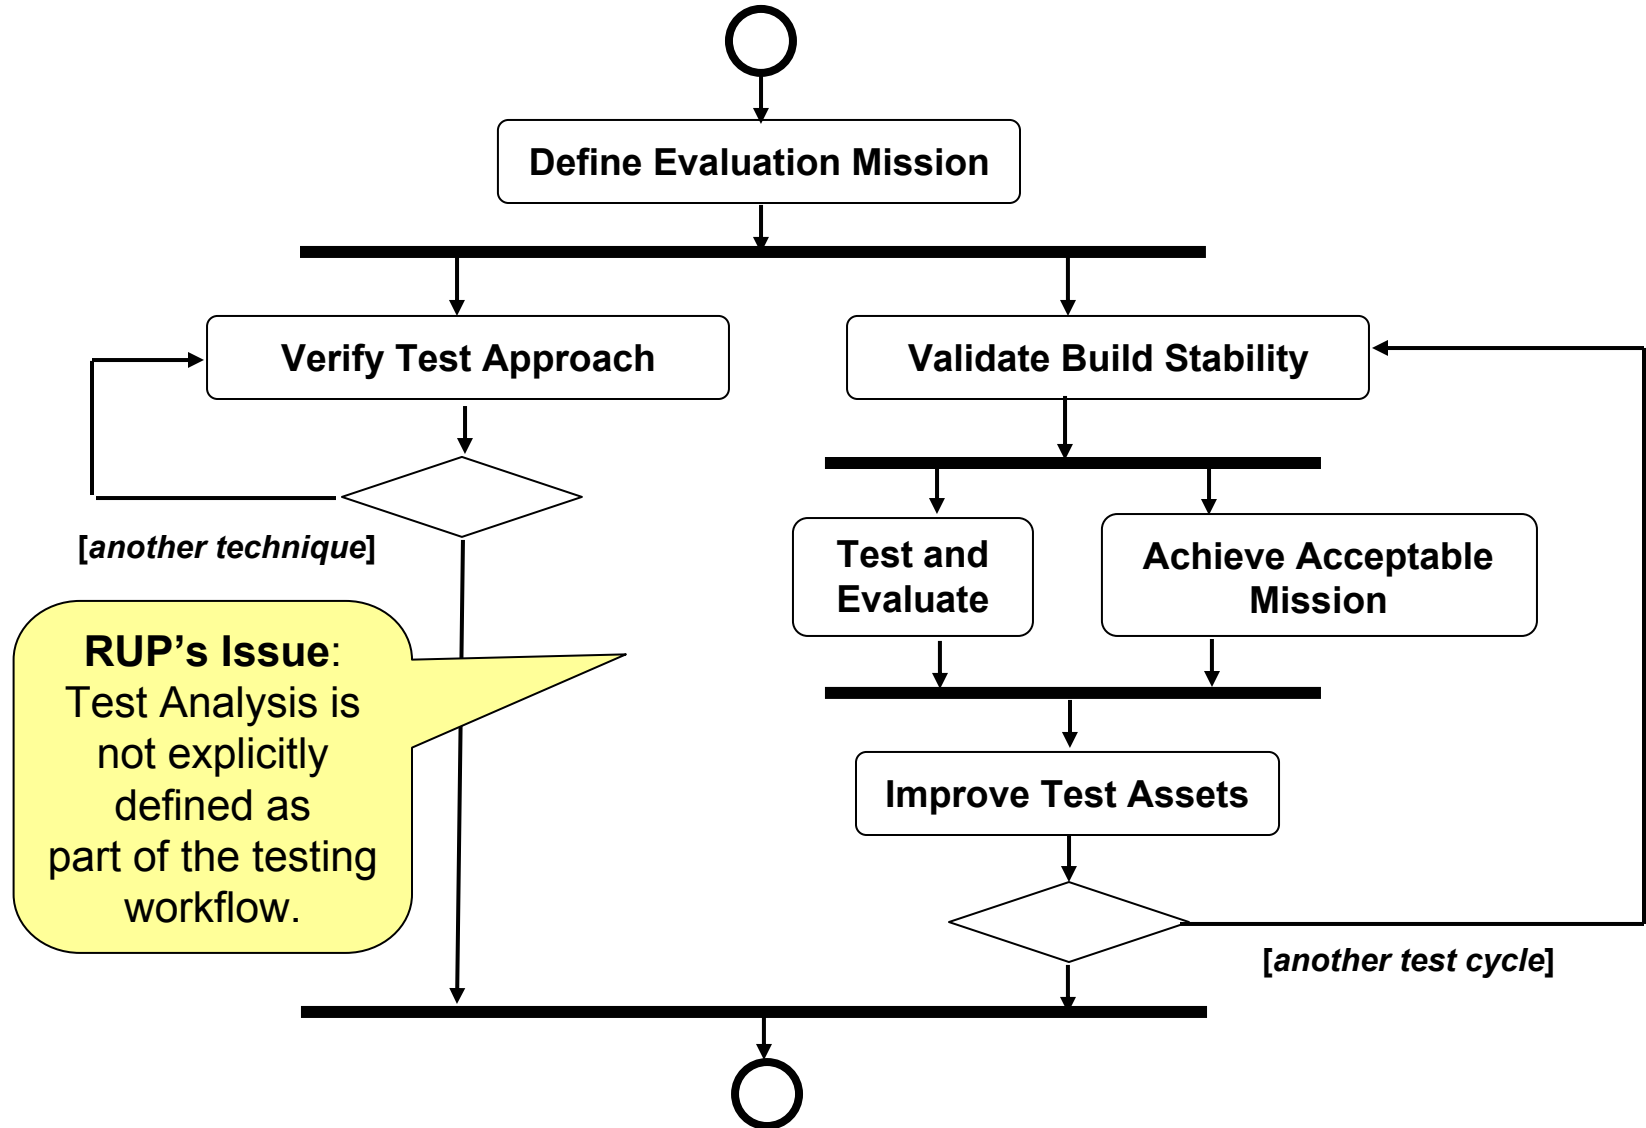 Define Evaluation Mission
Verify Test Approach
Validate Build Stability
[another technique]
Test and
Evaluate
Achieve Acceptable
Mission
RUP’s Issue:
Test Analysis is
not explicitly
defined as
part of the testing
workflow.
Improve Test Assets
[another test cycle]